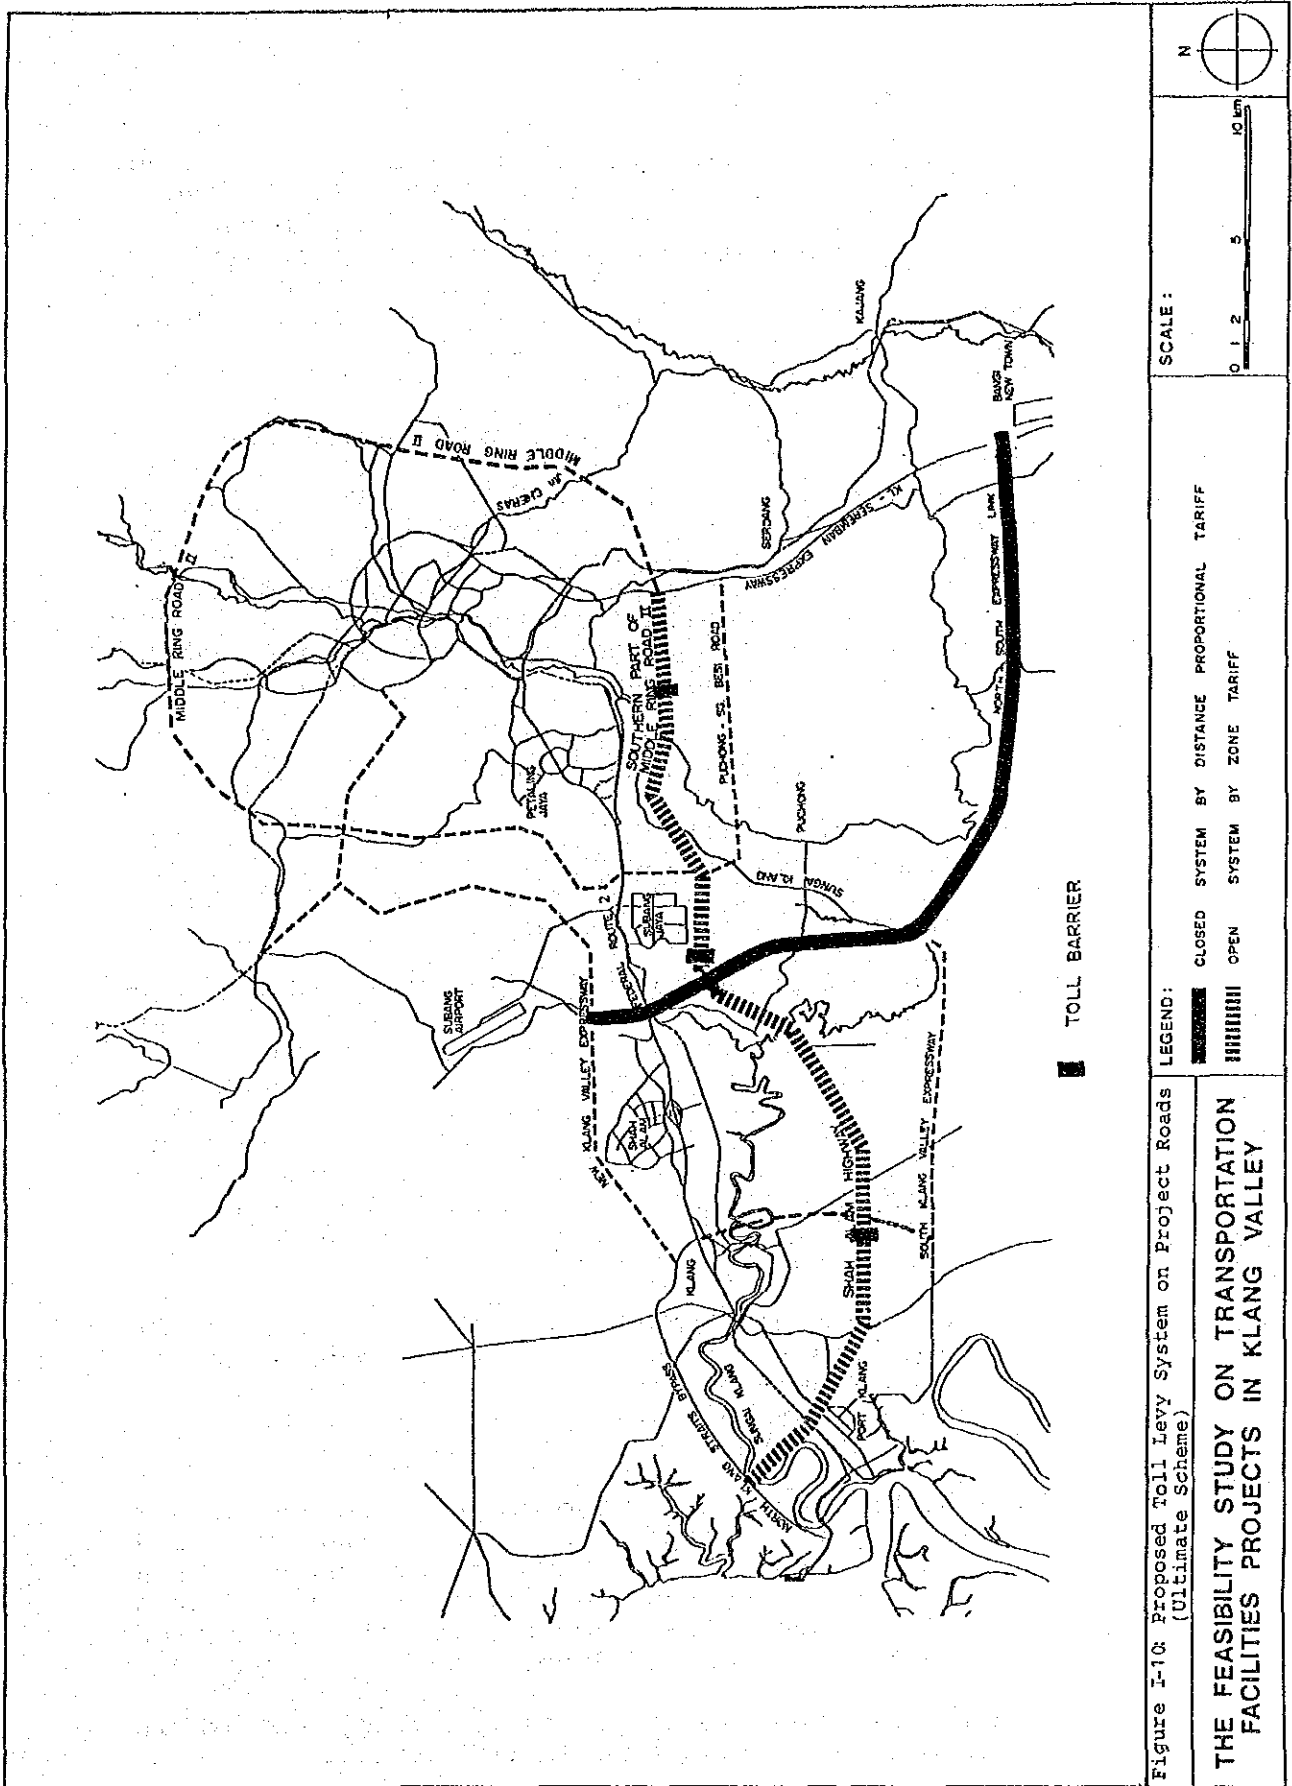 MIDDLE RING ROAD II
MIDDLE RING ROAD II
JLN CHERAS
SUBANG
AIRPORT
PETALING
JAYA
NEW KLANG VALLEY EXPRESSWAY
FEDERAL ROUTE 2
SHAH
ALAM
SUBANG
JAYA
SOUTHERN PART OF
MIDDLE RING ROAD II
KLANG
NORTH KLANG STRAITS BYPASS
SUNGAI KLANG
PORT KLANG
SHAH ALAM HIGHWAY
SOUTH KLANG VALLEY EXPRESSWAY
SUNGAI KLANG
PUCHONG
PUCHONG - SG. BESI ROAD
SERDANG
KL - SEREMBAN EXPRESSWAY
KAJANG
NORTH - SOUTH EXPRESSWAY LINK
BANGI
NEW TOWN
TOLL BARRIER
Figure I-10: Proposed Toll Levy System on Project Roads
(Ultimate Scheme)
THE FEASIBILITY STUDY ON TRANSPORTATION
FACILITIES PROJECTS IN KLANG VALLEY
LEGEND:
CLOSED SYSTEM BY DISTANCE PROPORTIONAL TARIFF
OPEN SYSTEM BY ZONE TARIFF
SCALE:
0 1 2 5 10 km
N